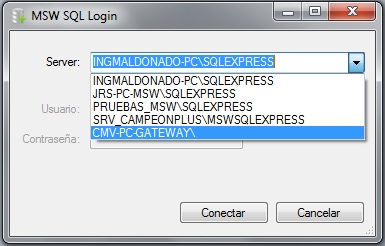 MSW SQL Login
Server: INGMALDONADO-PC\SQLEXPRESS
INGMALDONADO-PC\SQLEXPRESS
JRS-PC-MSW\SQLEXPRESS
PRUEBAS_MSW\SQLEXPRESS
SRV_CAMPEONPLUS\MSWSQLEXPRESS
CMV-PC-GATEWAY\
Usuario:
Contraseña:
Conectar Cancelar